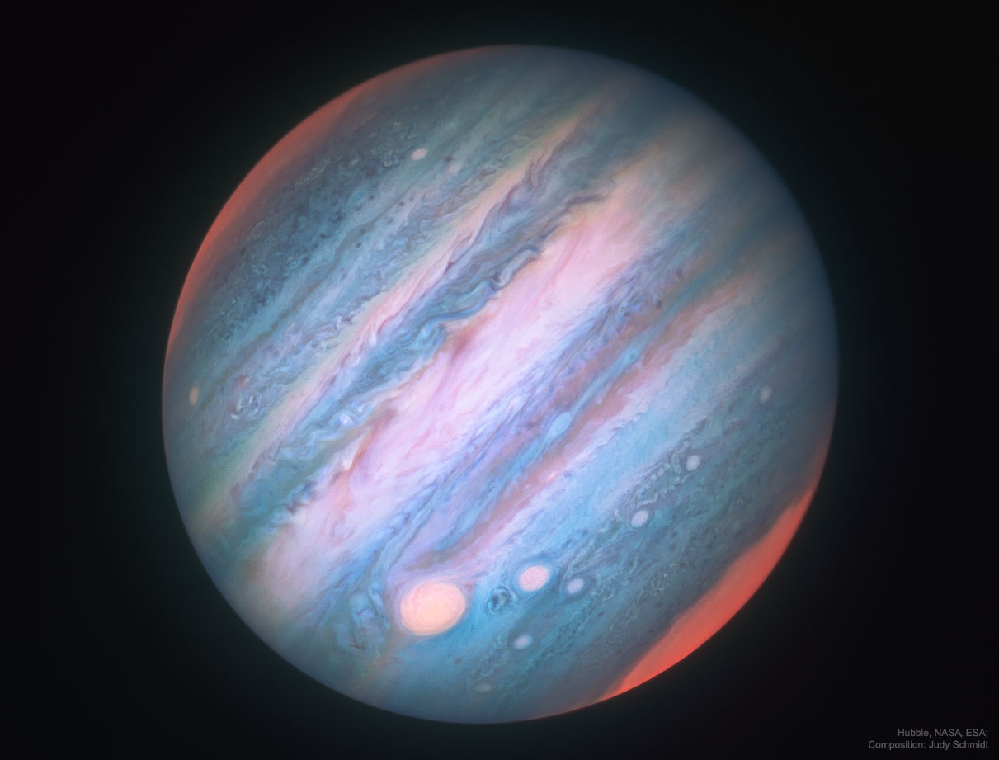 Hubble, NASA, ESA;
Composition: Judy Schmidt